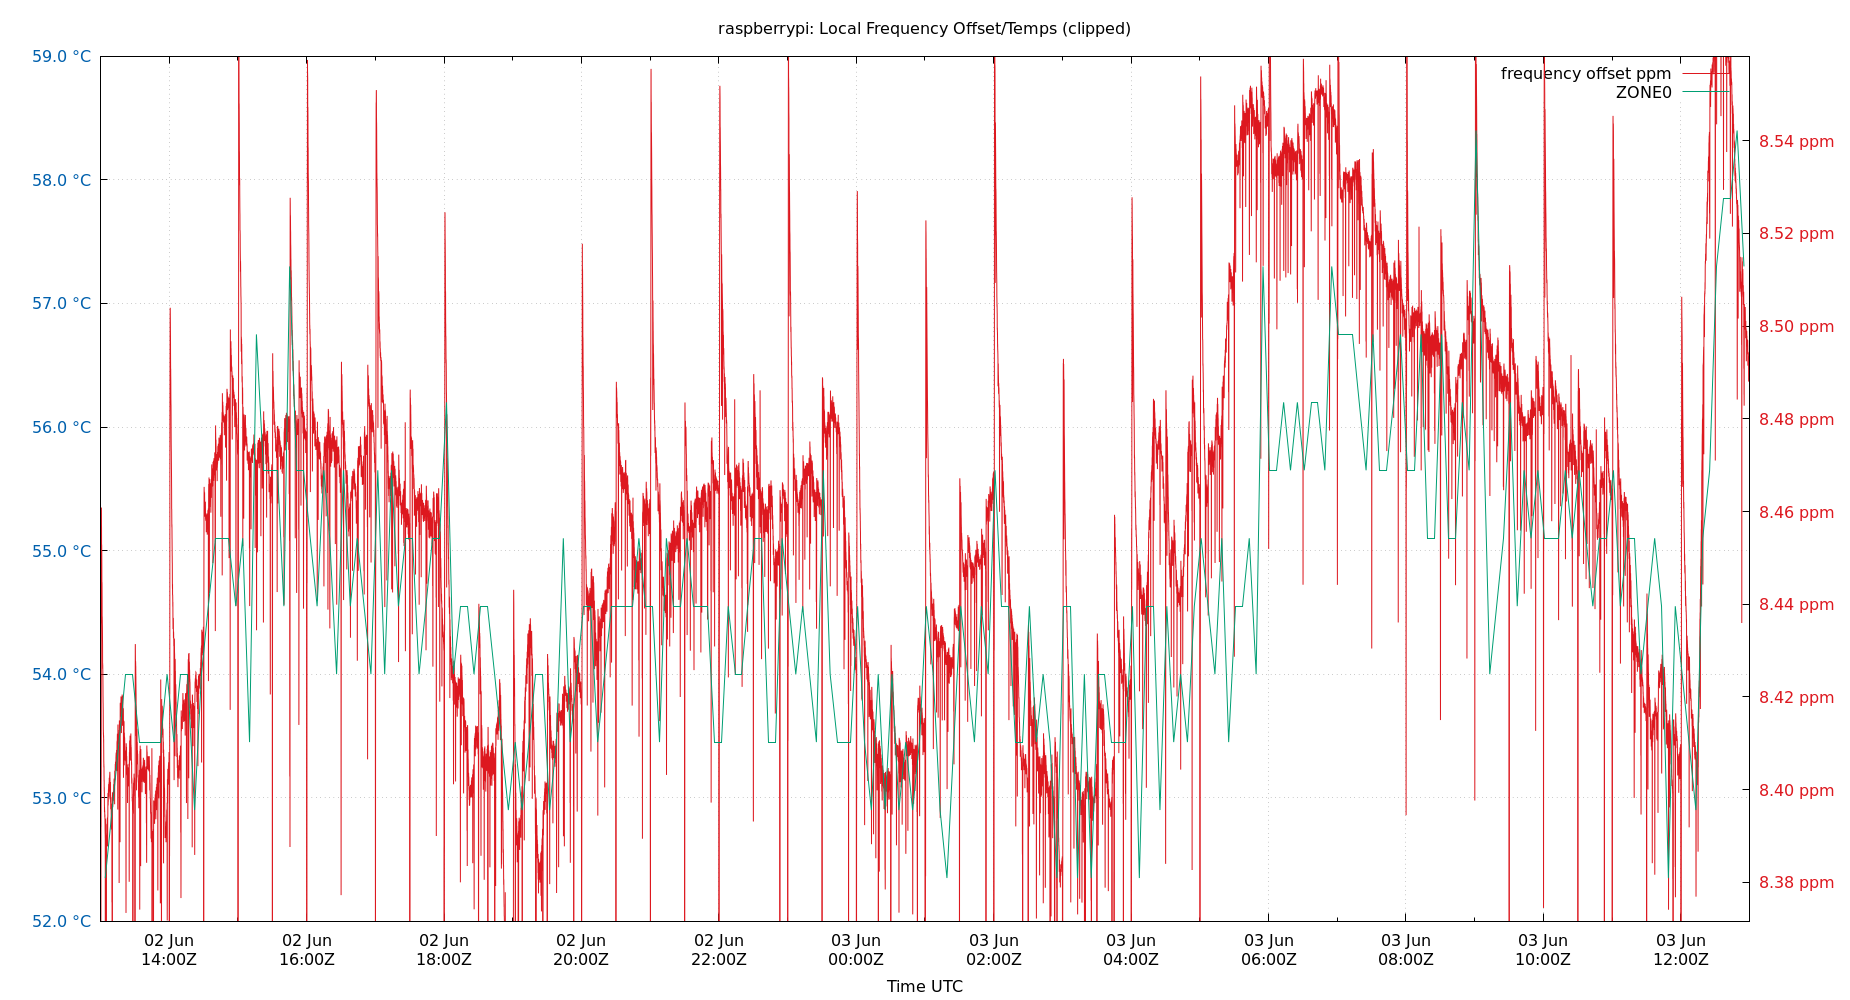 raspberrypi: Local Frequency Offset/Temps (clipped)
frequency offset ppm
ZONE0
59.0 °C
58.0 °C
57.0 °C
56.0 °C
55.0 °C
54.0 °C
53.0 °C
52.0 °C
8.54 ppm
8.52 ppm
8.50 ppm
8.48 ppm
8.46 ppm
8.44 ppm
8.42 ppm
8.40 ppm
8.38 ppm
02 Jun 02 Jun 02 Jun 02 Jun 02 Jun 03 Jun 03 Jun 03 Jun 03 Jun 03 Jun 03 Jun 03 Jun
14:00Z 16:00Z 18:00Z 20:00Z 22:00Z 00:00Z 02:00Z 04:00Z 06:00Z 08:00Z 10:00Z 12:00Z
Time UTC